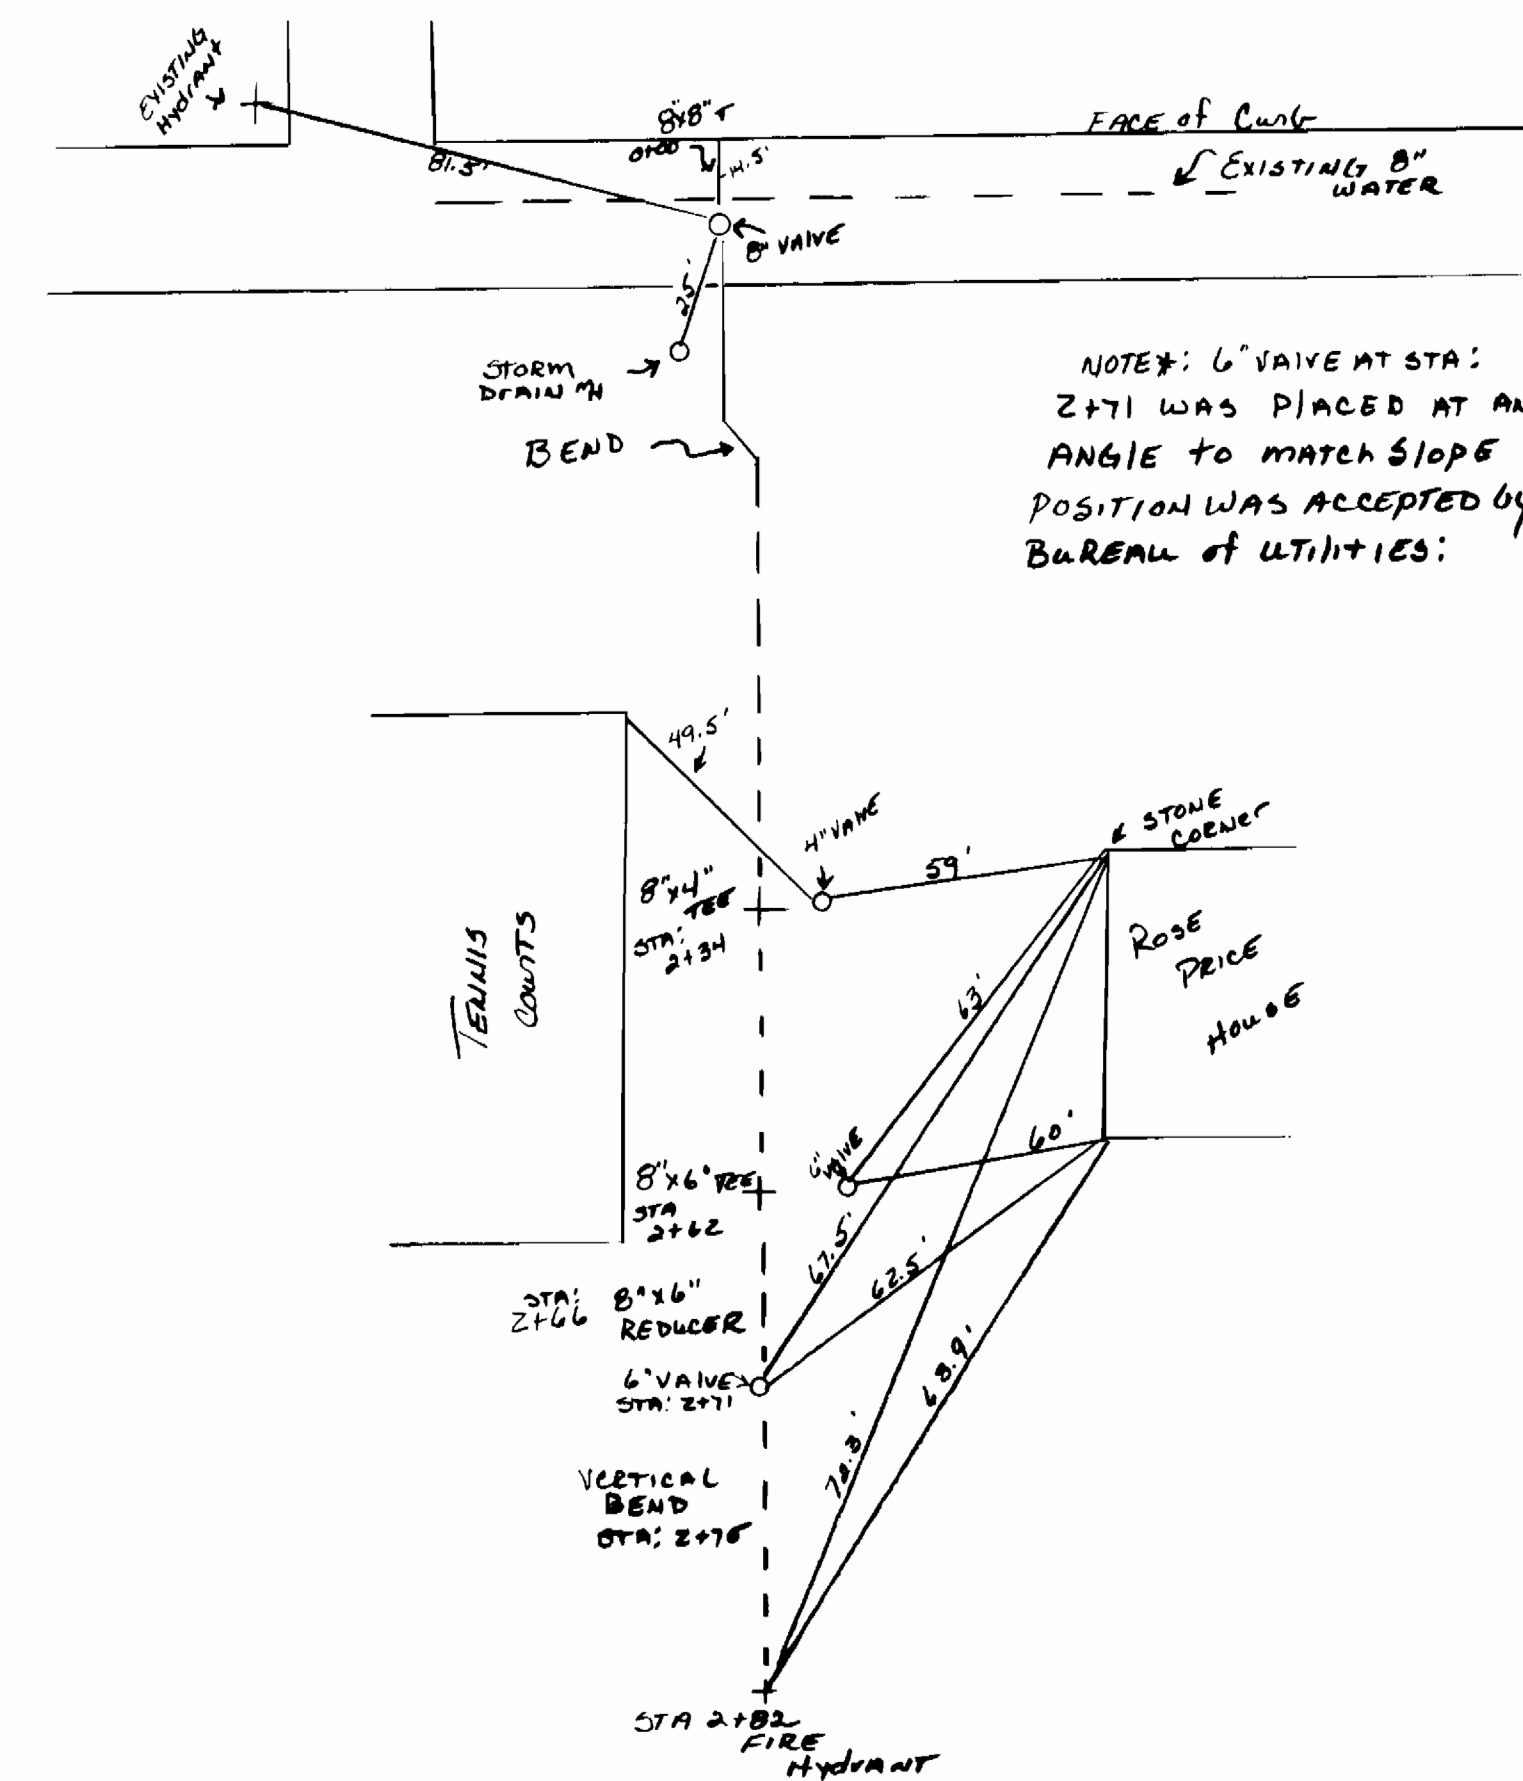 EXISTING
HydrANt
8"x8" T
0+00
14.5'
FACE of Curb
81.5'
EXISTING 8"
WATER
8" VAIVE
25'
STORM
DrAIN MH
BEND
NOTE*: 6" VAIVE AT STA:
2+71 WAS PlACED AT AN
ANGlE to mATCh SlOPE
POSITION WAS ACCEPTED by
BUREAU of UTIlitIES:
49.5'
4" VAlVE
STONE
CORNEr
59'
8"x4"
TEE
STA:
2+34
TENNIS
COURTS
ROSE
PRICE
HOUSE
63'
6"
VAlVE
60'
8"x6" TEE
STA
2+62
67.5'
62.5'
STA:
2+66
8"x6"
REDUCER
6" VAlVE
STA: 2+71
68.9'
78.3'
VErTICAL
BEND
STA: 2+76
STA 2+82
FIRE
HydrANT